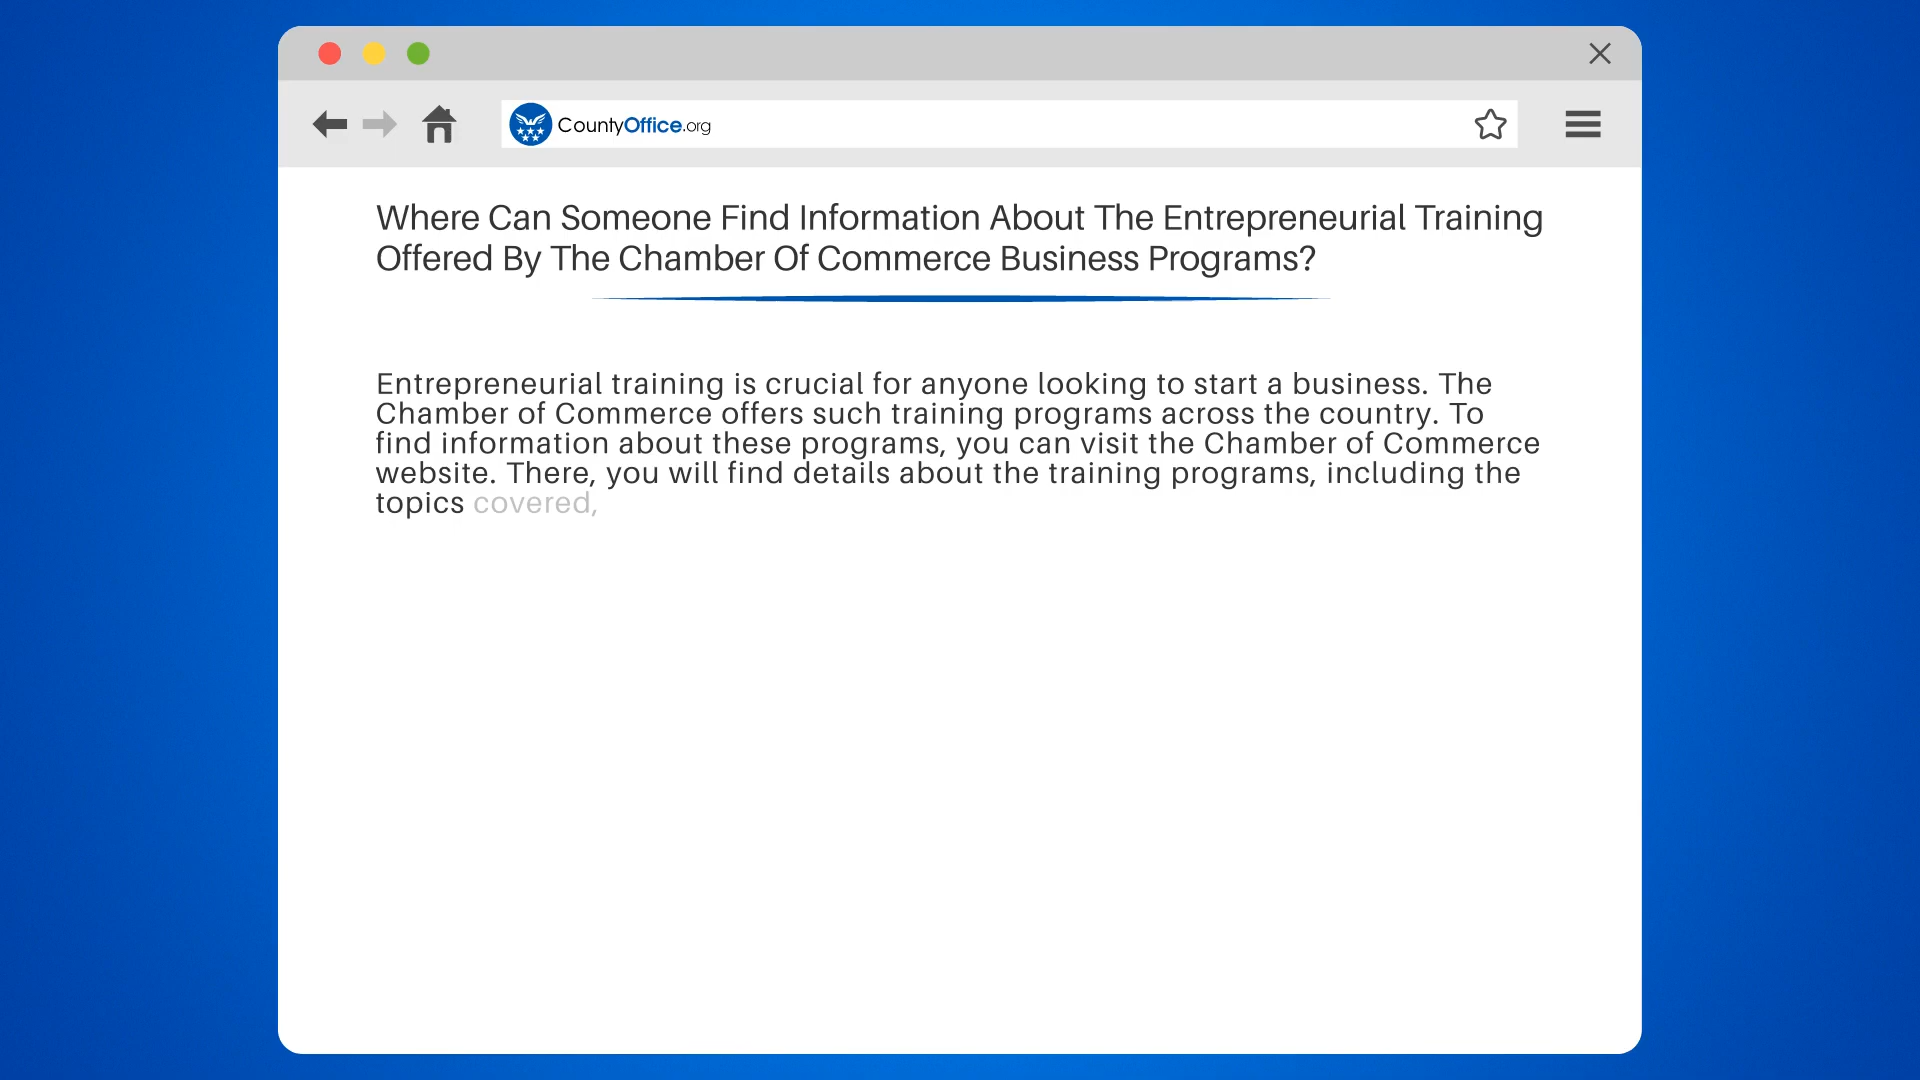 CountyOffice.org
Where Can Someone Find Information About The Entrepreneurial Training
Offered By The Chamber Of Commerce Business Programs?
Entrepreneurial training is crucial for anyone looking to start a business. The
Chamber of Commerce offers such training programs across the country. To
find information about these programs, you can visit the Chamber of Commerce
website. There, you will find details about the training programs, including the
topics covered,